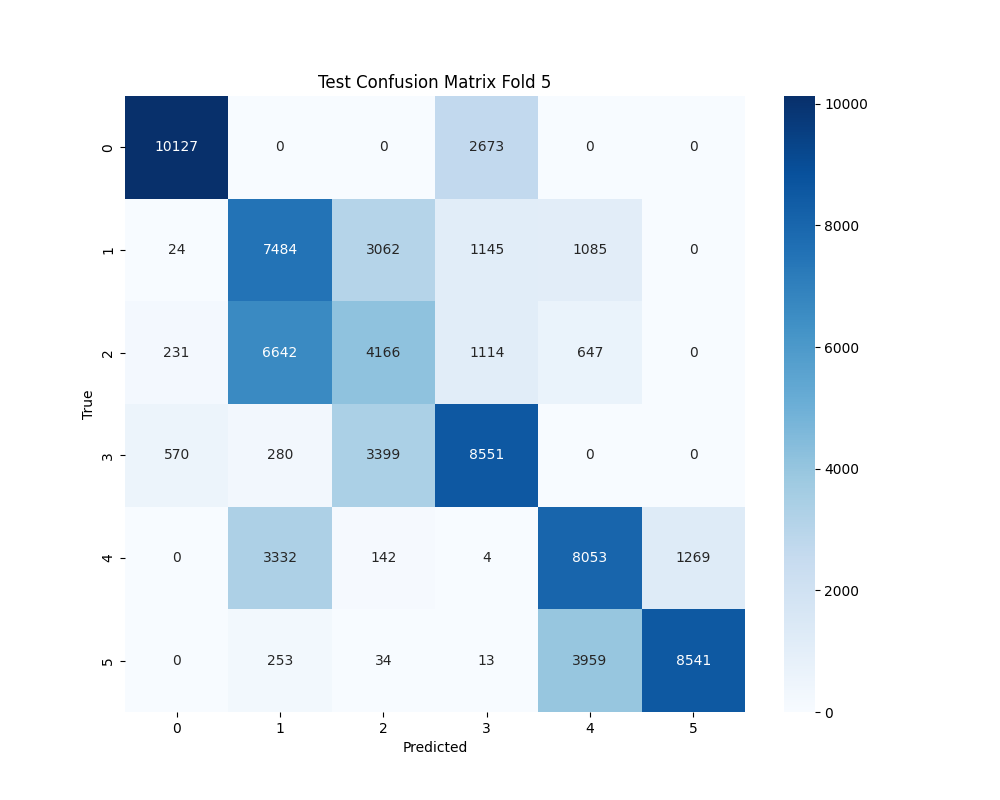 Test Confusion Matrix Fold 5
0 10127 0 0 2673 0 0
1 24 7484 3062 1145 1085 0
2 231 6642 4166 1114 647 0
3 570 280 3399 8551 0 0
4 0 3332 142 4 8053 1269
5 0 253 34 13 3959 8541
0 1 2 3 4 5
Predicted
True
10000
8000
6000
4000
2000
0